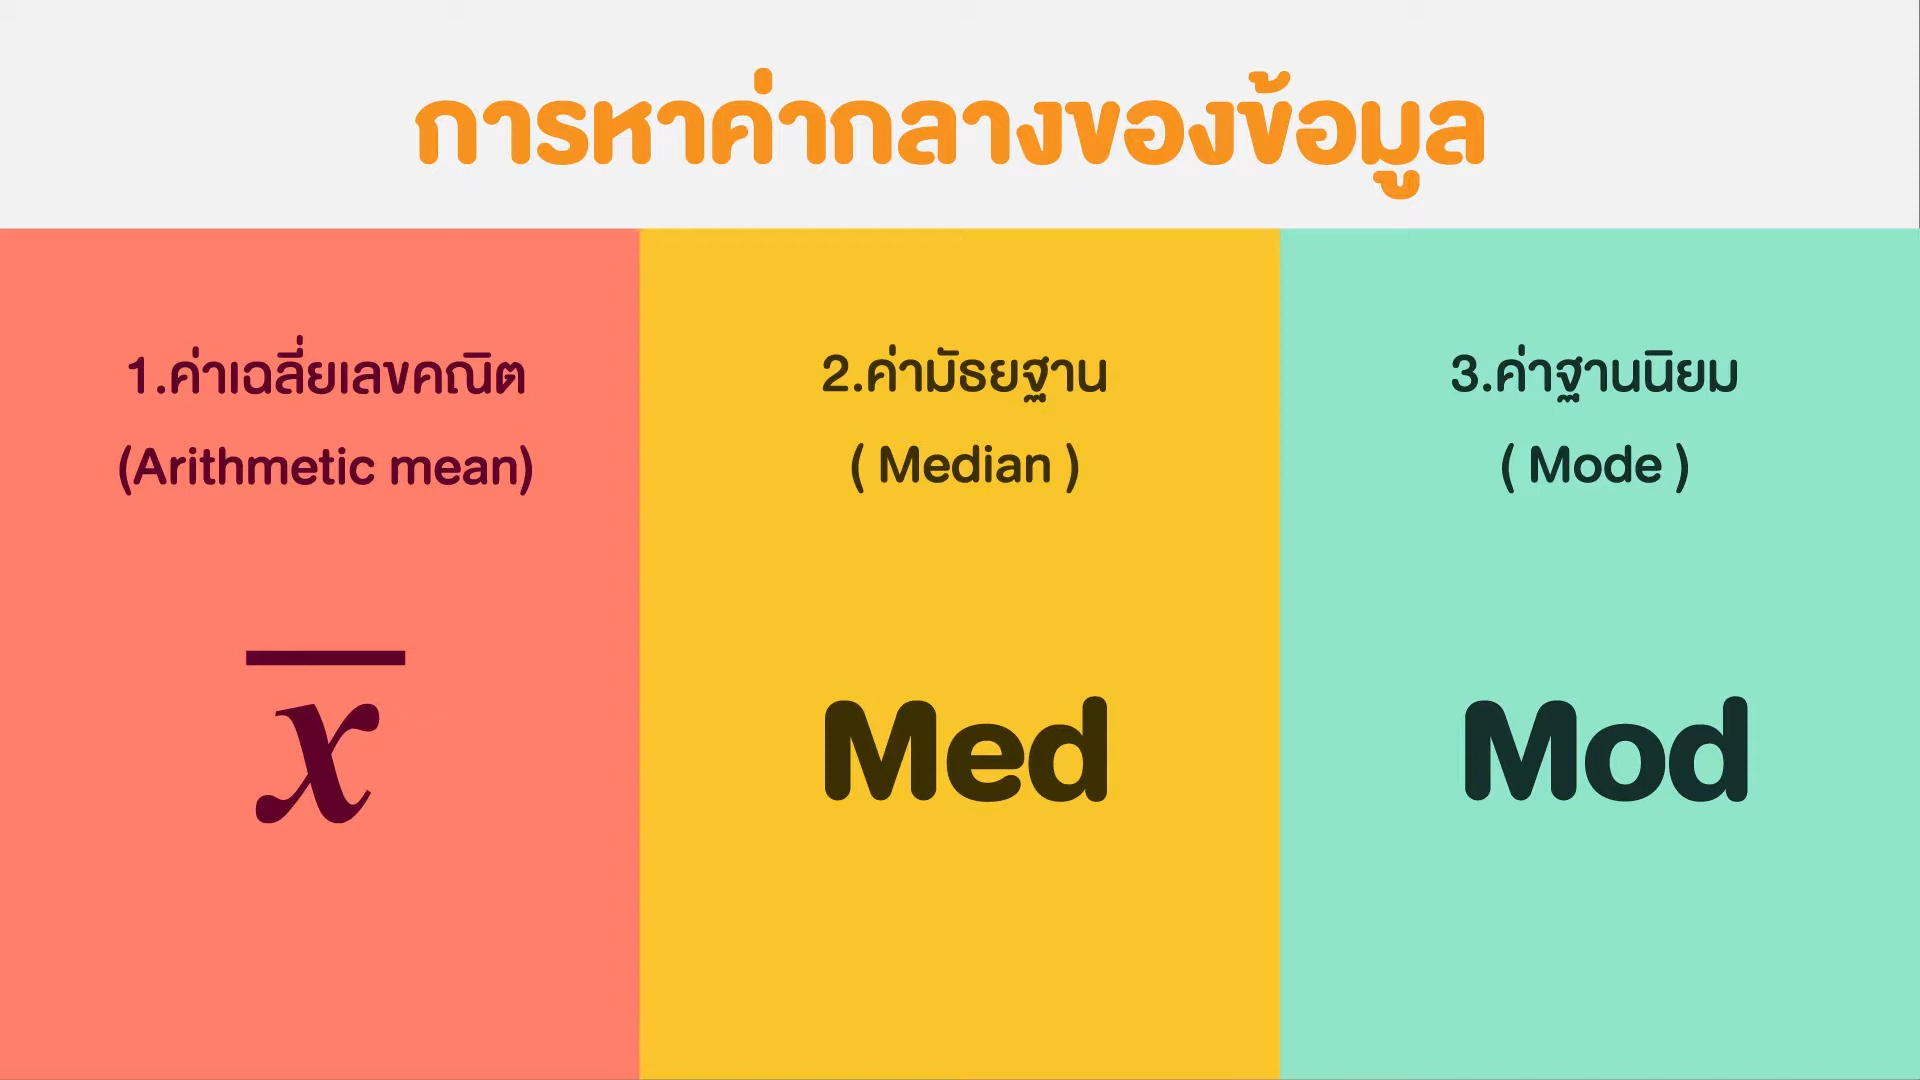 การหาค่ากลางของข้อมูล
1.ค่าเฉลี่ยเลขคณิต
(Arithmetic mean)
x̄
2.ค่ามัธยฐาน
( Median )
Med
3.ค่าฐานนิยม
( Mode )
Mod